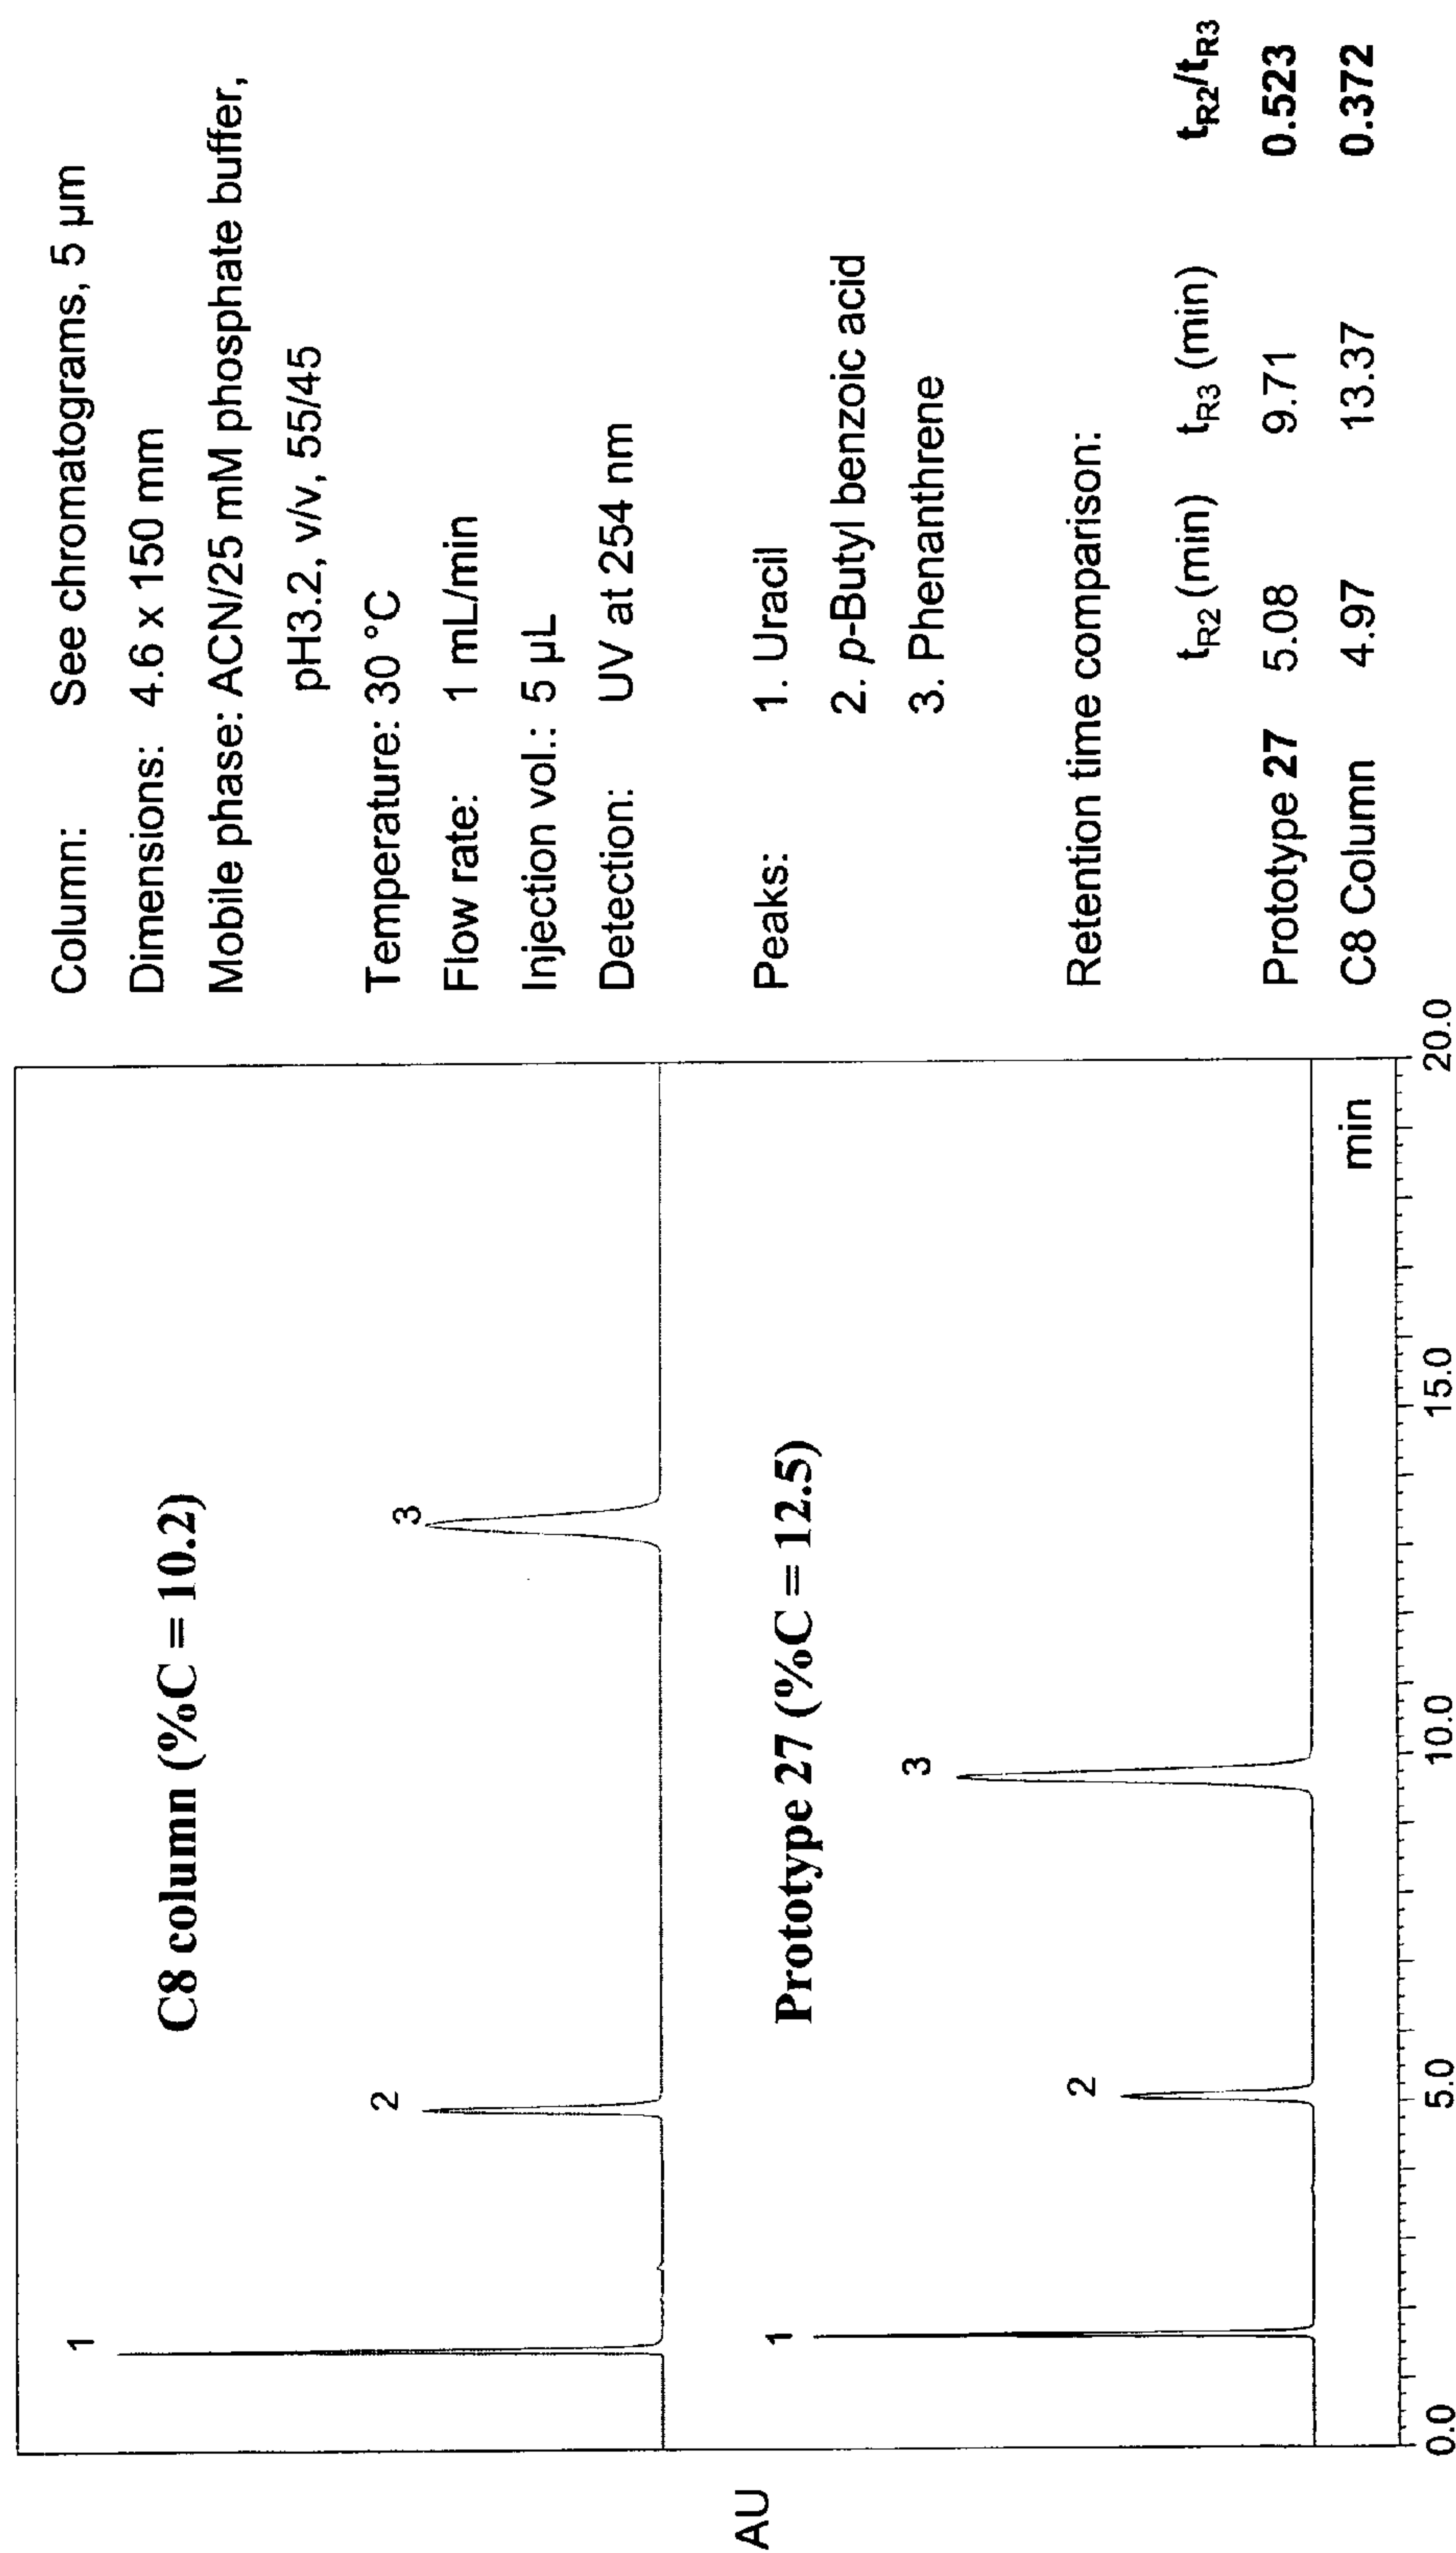 C8 column (%C = 10.2)
1
2
3
Prototype 27 (%C = 12.5)
1
2
3
AU
min
0.0 5.0 10.0 15.0 20.0
Column: See chromatograms, 5 µm
Dimensions: 4.6 x 150 mm
Mobile phase: ACN/25 mM phosphate buffer,
pH3.2, v/v, 55/45
Temperature: 30 °C
Flow rate: 1 mL/min
Injection vol.: 5 µL
Detection: UV at 254 nm
Peaks: 1. Uracil
2. p-Butyl benzoic acid
3. Phenanthrene
Retention time comparison:
tR2 (min) tR3 (min) tR2/tR3
Prototype 27 5.08 9.71 0.523
C8 Column 4.97 13.37 0.372